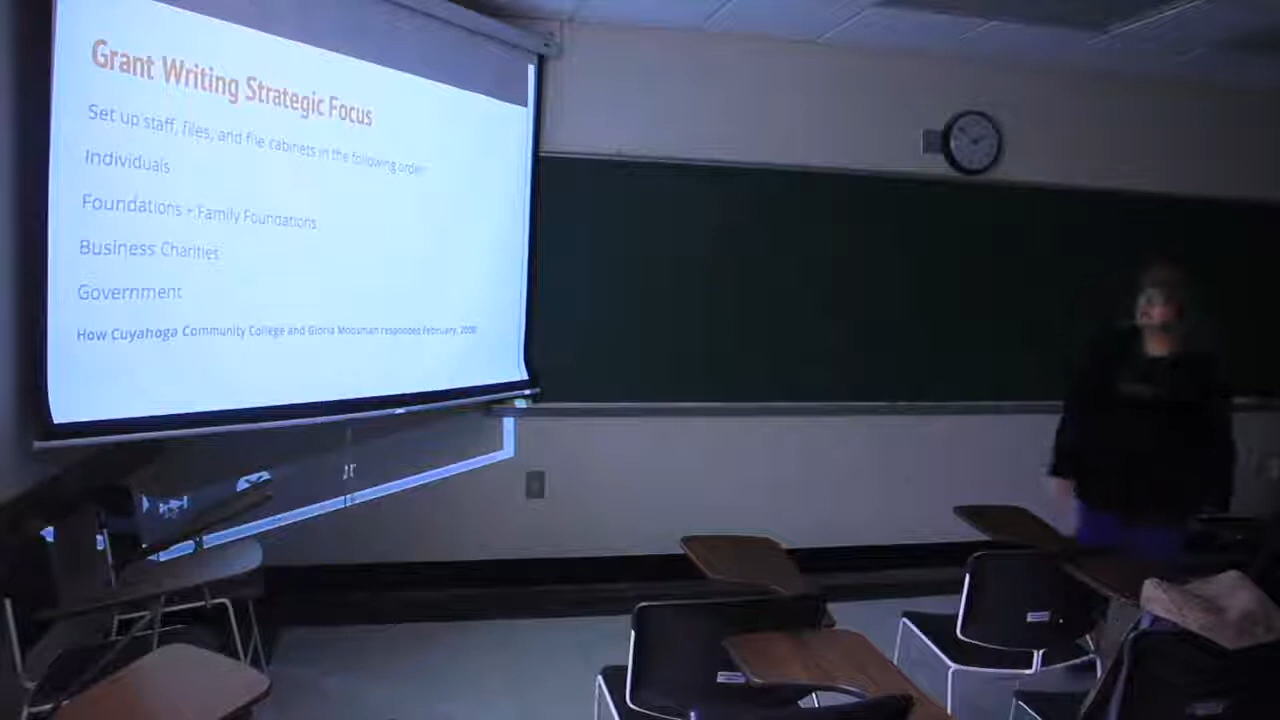 Grant Writing Strategic Focus
Set up staff, files, and file cabinets in the following order:
Individuals
Foundations + Family Foundations
Business Charities
Government
How Cuyahoga Community College and Gloria Moosman responded February, 2009